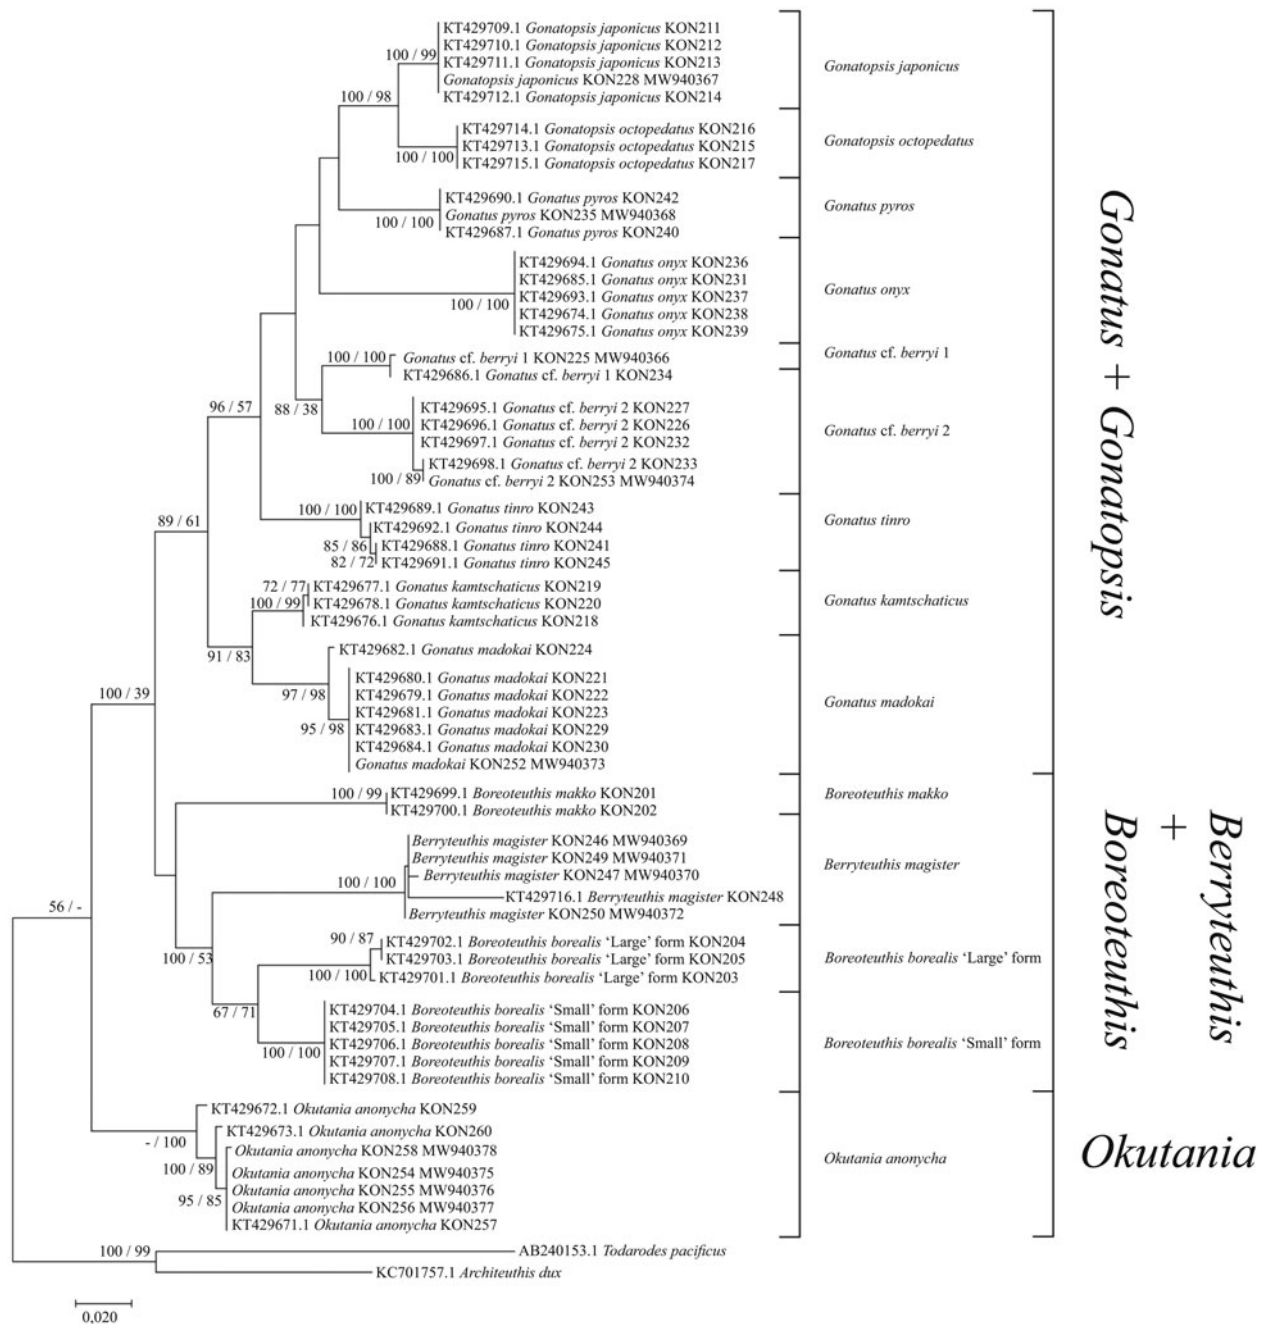 KT429709.1 Gonatopsis japonicus KON211
KT429710.1 Gonatopsis japonicus KON212
100 / 99
KT429711.1 Gonatopsis japonicus KON213
Gonatopsis japonicus
Gonatopsis japonicus KON228 MW940367
100 / 98
KT429712.1 Gonatopsis japonicus KON214
KT429714.1 Gonatopsis octopedatus KON216
Gonatopsis octopedatus
KT429713.1 Gonatopsis octopedatus KON215
100 / 100
KT429715.1 Gonatopsis octopedatus KON217
KT429690.1 Gonatus pyros KON242
Gonatus pyros
Gonatus pyros KON235 MW940368
100 / 100
KT429687.1 Gonatus pyros KON240
KT429694.1 Gonatus onyx KON236
KT429685.1 Gonatus onyx KON231
Gonatus onyx
KT429693.1 Gonatus onyx KON237
100 / 100
KT429674.1 Gonatus onyx KON238
KT429675.1 Gonatus onyx KON239
100 / 100
Gonatus cf. berryi 1 KON225 MW940366
Gonatus cf. berryi 1
KT429686.1 Gonatus cf. berryi 1 KON234
96 / 57
88 / 38
KT429695.1 Gonatus cf. berryi 2 KON227
100 / 100
KT429696.1 Gonatus cf. berryi 2 KON226
Gonatus cf. berryi 2
KT429697.1 Gonatus cf. berryi 2 KON232
KT429698.1 Gonatus cf. berryi 2 KON233
100 / 89
Gonatus cf. berryi 2 KON253 MW940374
Gonatus + Gonatopsis
100 / 100
KT429689.1 Gonatus tinro KON243
89 / 61
KT429692.1 Gonatus tinro KON244
Gonatus tinro
85 / 86
KT429688.1 Gonatus tinro KON241
82 / 72
KT429691.1 Gonatus tinro KON245
72 / 77
KT429677.1 Gonatus kamtschaticus KON219
100 / 99
KT429678.1 Gonatus kamtschaticus KON220
Gonatus kamtschaticus
KT429676.1 Gonatus kamtschaticus KON218
91 / 83
KT429682.1 Gonatus madokai KON224
KT429680.1 Gonatus madokai KON221
100 / 39
97 / 98
KT429679.1 Gonatus madokai KON222
Gonatus madokai
KT429681.1 Gonatus madokai KON223
95 / 98
KT429683.1 Gonatus madokai KON229
KT429684.1 Gonatus madokai KON230
Gonatus madokai KON252 MW940373
100 / 99
KT429699.1 Boreoteuthis makko KON201
Boreoteuthis makko
KT429700.1 Boreoteuthis makko KON202
Berryteuthis magister KON246 MW940369
Berryteuthis magister KON249 MW940371
Berryteuthis magister
Berryteuthis magister KON247 MW940370
100 / 100
KT429716.1 Berryteuthis magister KON248
56 / -
Berryteuthis magister KON250 MW940372
Berryteuthis
+
Boreoteuthis
90 / 87
KT429702.1 Boreoteuthis borealis ‘Large’ form KON204
100 / 53
KT429703.1 Boreoteuthis borealis ‘Large’ form KON205
Boreoteuthis borealis ‘Large’ form
100 / 100
KT429701.1 Boreoteuthis borealis ‘Large’ form KON203
67 / 71
KT429704.1 Boreoteuthis borealis ‘Small’ form KON206
KT429705.1 Boreoteuthis borealis ‘Small’ form KON207
KT429706.1 Boreoteuthis borealis ‘Small’ form KON208
Boreoteuthis borealis ‘Small’ form
100 / 100
KT429707.1 Boreoteuthis borealis ‘Small’ form KON209
KT429708.1 Boreoteuthis borealis ‘Small’ form KON210
KT429672.1 Okutania anonycha KON259
KT429673.1 Okutania anonycha KON260
- / 100
Okutania anonycha KON258 MW940378
Okutania anonycha
Okutania
100 / 89
Okutania anonycha KON254 MW940375
Okutania anonycha KON255 MW940376
95 / 85
Okutania anonycha KON256 MW940377
KT429671.1 Okutania anonycha KON257
100 / 99
AB240153.1 Todarodes pacificus
KC701757.1 Architeuthis dux
0,020